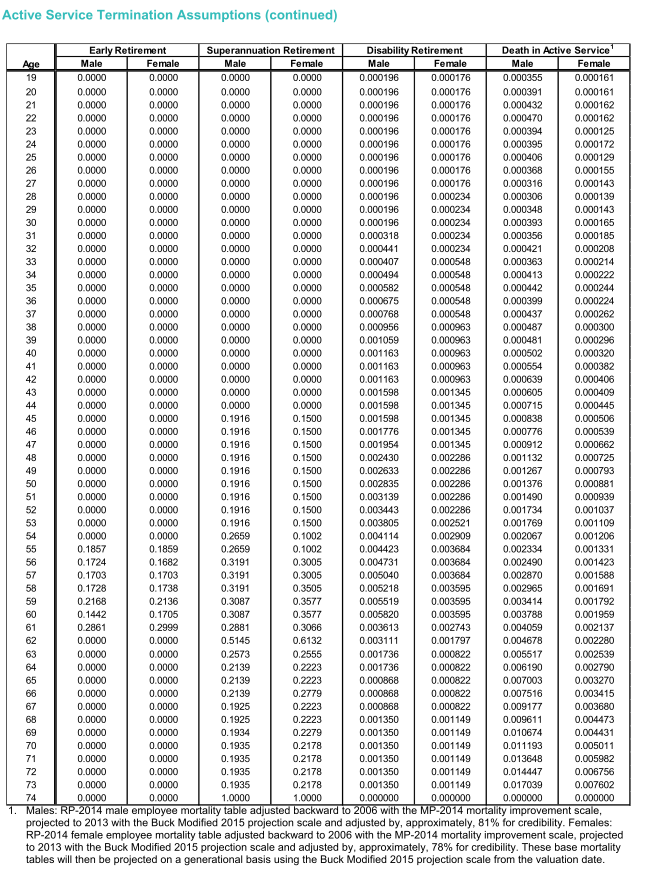 Active Service Termination Assumptions (continued)
Early Retirement Superannuation Retirement Disability Retirement Death in Active Service1
Age Male Female Male Female Male Female Male Female
19 0.0000 0.0000 0.0000 0.0000 0.000196 0.000176 0.000355 0.000161
20 0.0000 0.0000 0.0000 0.0000 0.000196 0.000176 0.000391 0.000161
21 0.0000 0.0000 0.0000 0.0000 0.000196 0.000176 0.000432 0.000162
22 0.0000 0.0000 0.0000 0.0000 0.000196 0.000176 0.000470 0.000162
23 0.0000 0.0000 0.0000 0.0000 0.000196 0.000176 0.000394 0.000125
24 0.0000 0.0000 0.0000 0.0000 0.000196 0.000176 0.000395 0.000172
25 0.0000 0.0000 0.0000 0.0000 0.000196 0.000176 0.000406 0.000129
26 0.0000 0.0000 0.0000 0.0000 0.000196 0.000176 0.000368 0.000155
27 0.0000 0.0000 0.0000 0.0000 0.000196 0.000176 0.000316 0.000143
28 0.0000 0.0000 0.0000 0.0000 0.000196 0.000234 0.000306 0.000139
29 0.0000 0.0000 0.0000 0.0000 0.000196 0.000234 0.000348 0.000143
30 0.0000 0.0000 0.0000 0.0000 0.000196 0.000234 0.000393 0.000165
31 0.0000 0.0000 0.0000 0.0000 0.000318 0.000234 0.000356 0.000185
32 0.0000 0.0000 0.0000 0.0000 0.000441 0.000234 0.000421 0.000208
33 0.0000 0.0000 0.0000 0.0000 0.000407 0.000548 0.000363 0.000214
34 0.0000 0.0000 0.0000 0.0000 0.000494 0.000548 0.000413 0.000222
35 0.0000 0.0000 0.0000 0.0000 0.000582 0.000548 0.000442 0.000244
36 0.0000 0.0000 0.0000 0.0000 0.000675 0.000548 0.000399 0.000224
37 0.0000 0.0000 0.0000 0.0000 0.000768 0.000548 0.000437 0.000262
38 0.0000 0.0000 0.0000 0.0000 0.000956 0.000963 0.000487 0.000300
39 0.0000 0.0000 0.0000 0.0000 0.001059 0.000963 0.000481 0.000296
40 0.0000 0.0000 0.0000 0.0000 0.001163 0.000963 0.000502 0.000320
41 0.0000 0.0000 0.0000 0.0000 0.001163 0.000963 0.000554 0.000382
42 0.0000 0.0000 0.0000 0.0000 0.001163 0.000963 0.000639 0.000406
43 0.0000 0.0000 0.0000 0.0000 0.001598 0.001345 0.000605 0.000409
44 0.0000 0.0000 0.0000 0.0000 0.001598 0.001345 0.000715 0.000445
45 0.0000 0.0000 0.1916 0.1500 0.001598 0.001345 0.000838 0.000506
46 0.0000 0.0000 0.1916 0.1500 0.001776 0.001345 0.000776 0.000539
47 0.0000 0.0000 0.1916 0.1500 0.001954 0.001345 0.000912 0.000662
48 0.0000 0.0000 0.1916 0.1500 0.002430 0.002286 0.001132 0.000725
49 0.0000 0.0000 0.1916 0.1500 0.002633 0.002286 0.001267 0.000793
50 0.0000 0.0000 0.1916 0.1500 0.002835 0.002286 0.001376 0.000881
51 0.0000 0.0000 0.1916 0.1500 0.003139 0.002286 0.001490 0.000939
52 0.0000 0.0000 0.1916 0.1500 0.003443 0.002286 0.001734 0.001037
53 0.0000 0.0000 0.1916 0.1500 0.003805 0.002521 0.001769 0.001109
54 0.0000 0.0000 0.2659 0.1002 0.004114 0.002909 0.002067 0.001206
55 0.1857 0.1859 0.2659 0.1002 0.004423 0.003684 0.002334 0.001331
56 0.1724 0.1682 0.3191 0.3005 0.004731 0.003684 0.002490 0.001423
57 0.1703 0.1703 0.3191 0.3005 0.005040 0.003684 0.002870 0.001588
58 0.1728 0.1738 0.3191 0.3505 0.005218 0.003595 0.002965 0.001691
59 0.2168 0.2136 0.3087 0.3577 0.005519 0.003595 0.003414 0.001792
60 0.1442 0.1705 0.3087 0.3577 0.005820 0.003595 0.003788 0.001959
61 0.2861 0.2999 0.2881 0.3066 0.003613 0.002743 0.004059 0.002137
62 0.0000 0.0000 0.5145 0.6132 0.003111 0.001797 0.004678 0.002280
63 0.0000 0.0000 0.2573 0.2555 0.001736 0.000822 0.005517 0.002539
64 0.0000 0.0000 0.2139 0.2223 0.001736 0.000822 0.006190 0.002790
65 0.0000 0.0000 0.2139 0.2223 0.000868 0.000822 0.007003 0.003270
66 0.0000 0.0000 0.2139 0.2779 0.000868 0.000822 0.007516 0.003415
67 0.0000 0.0000 0.1925 0.2223 0.000868 0.000822 0.009177 0.003680
68 0.0000 0.0000 0.1925 0.2223 0.001350 0.001149 0.009611 0.004473
69 0.0000 0.0000 0.1934 0.2279 0.001350 0.001149 0.010674 0.004431
70 0.0000 0.0000 0.1935 0.2178 0.001350 0.001149 0.011193 0.005011
71 0.0000 0.0000 0.1935 0.2178 0.001350 0.001149 0.013648 0.005982
72 0.0000 0.0000 0.1935 0.2178 0.001350 0.001149 0.014447 0.006756
73 0.0000 0.0000 0.1935 0.2178 0.001350 0.001149 0.017039 0.007602
74 0.0000 0.0000 1.0000 1.0000 0.000000 0.000000 0.000000 0.000000
1. Males: RP-2014 male employee mortality table adjusted backward to 2006 with the MP-2014 mortality improvement scale,
projected to 2013 with the Buck Modified 2015 projection scale and adjusted by, approximately, 81% for credibility. Females:
RP-2014 female employee mortality table adjusted backward to 2006 with the MP-2014 mortality improvement scale, projected
to 2013 with the Buck Modified 2015 projection scale and adjusted by, approximately, 78% for credibility. These base mortality
tables will then be projected on a generational basis using the Buck Modified 2015 projection scale from the valuation date.